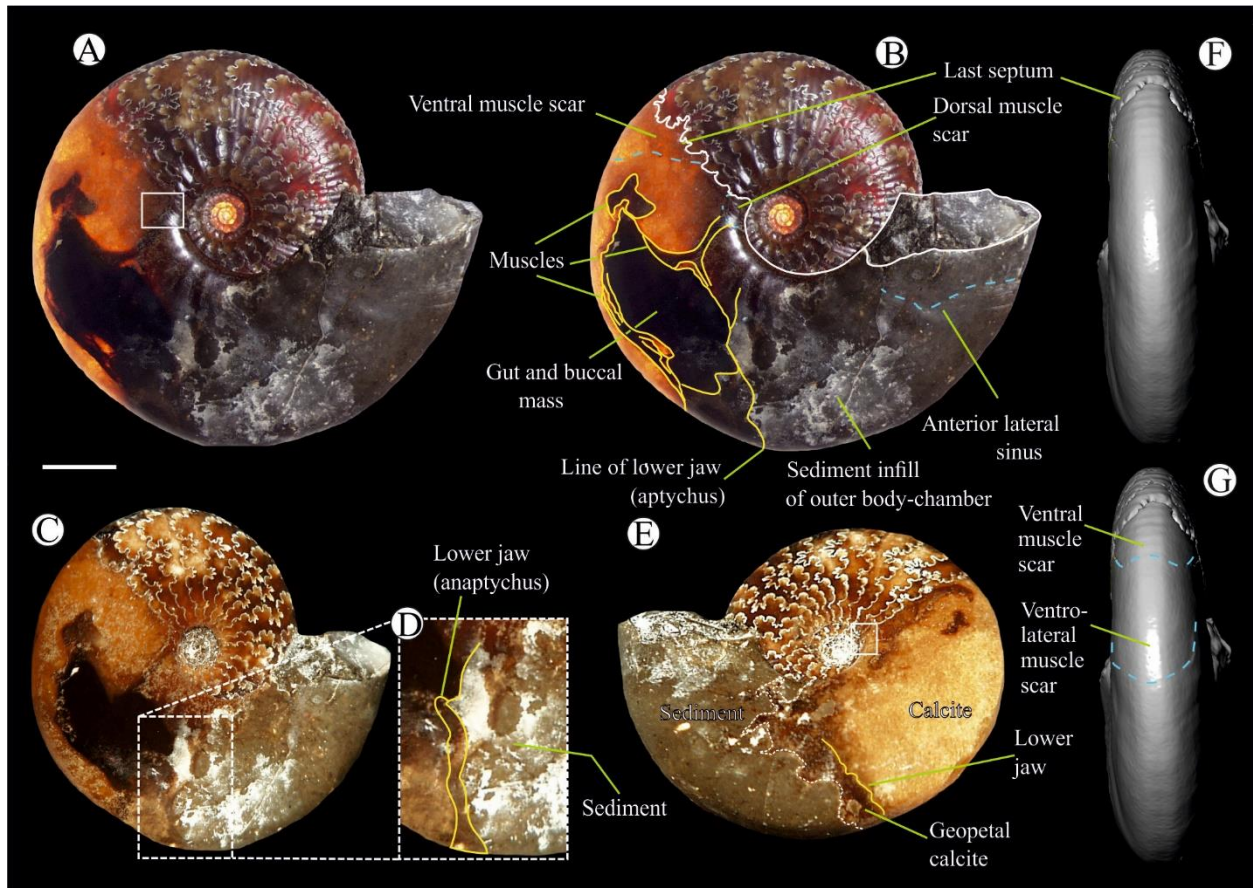 A
B
F
Last septum
Ventral muscle scar
Dorsal muscle
scar
Muscles
Gut and buccal
mass
Anterior lateral
sinus
Line of lower jaw
(aptychus)
Sediment infill
of outer body-chamber
G
C
E
Ventral
muscle
scar
Lower jaw
(anaptychus)
D
Ventro-
lateral
muscle
scar
Sediment
Calcite
Lower
jaw
Sediment
Geopetal
calcite